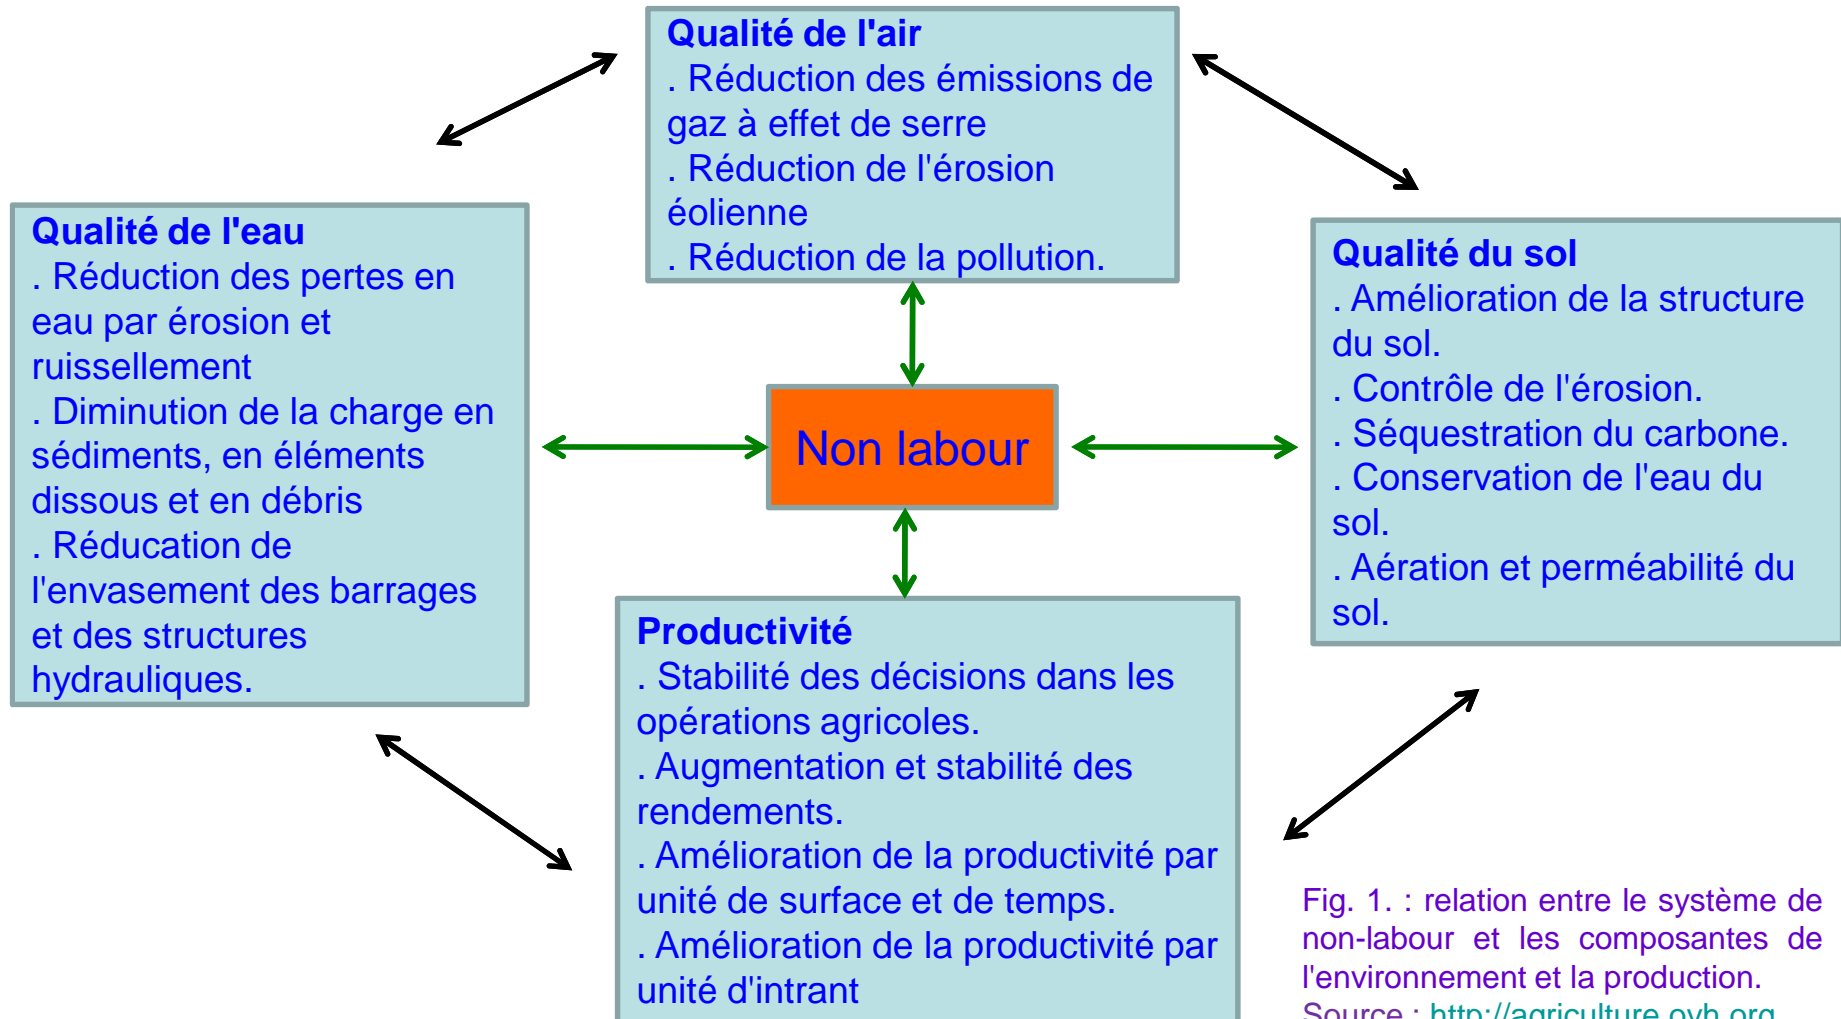 Qualité de l'air
. Réduction des émissions de
gaz à effet de serre
. Réduction de l'érosion
éolienne
. Réduction de la pollution.
Qualité de l'eau
. Réduction des pertes en
eau par érosion et
ruissellement
. Diminution de la charge en
sédiments, en éléments
dissous et en débris
. Réducation de
l'envasement des barrages
et des structures
hydrauliques.
Non labour
Qualité du sol
. Amélioration de la structure
du sol.
. Contrôle de l'érosion.
. Séquestration du carbone.
. Conservation de l'eau du
sol.
. Aération et perméabilité du
sol.
Productivité
. Stabilité des décisions dans les
opérations agricoles.
. Augmentation et stabilité des
rendements.
. Amélioration de la productivité par
unité de surface et de temps.
. Amélioration de la productivité par
unité d'intrant
Fig. 1. : relation entre le système de
non-labour et les composantes de
l'environnement et la production.
Source : http://agriculture.ovh.org